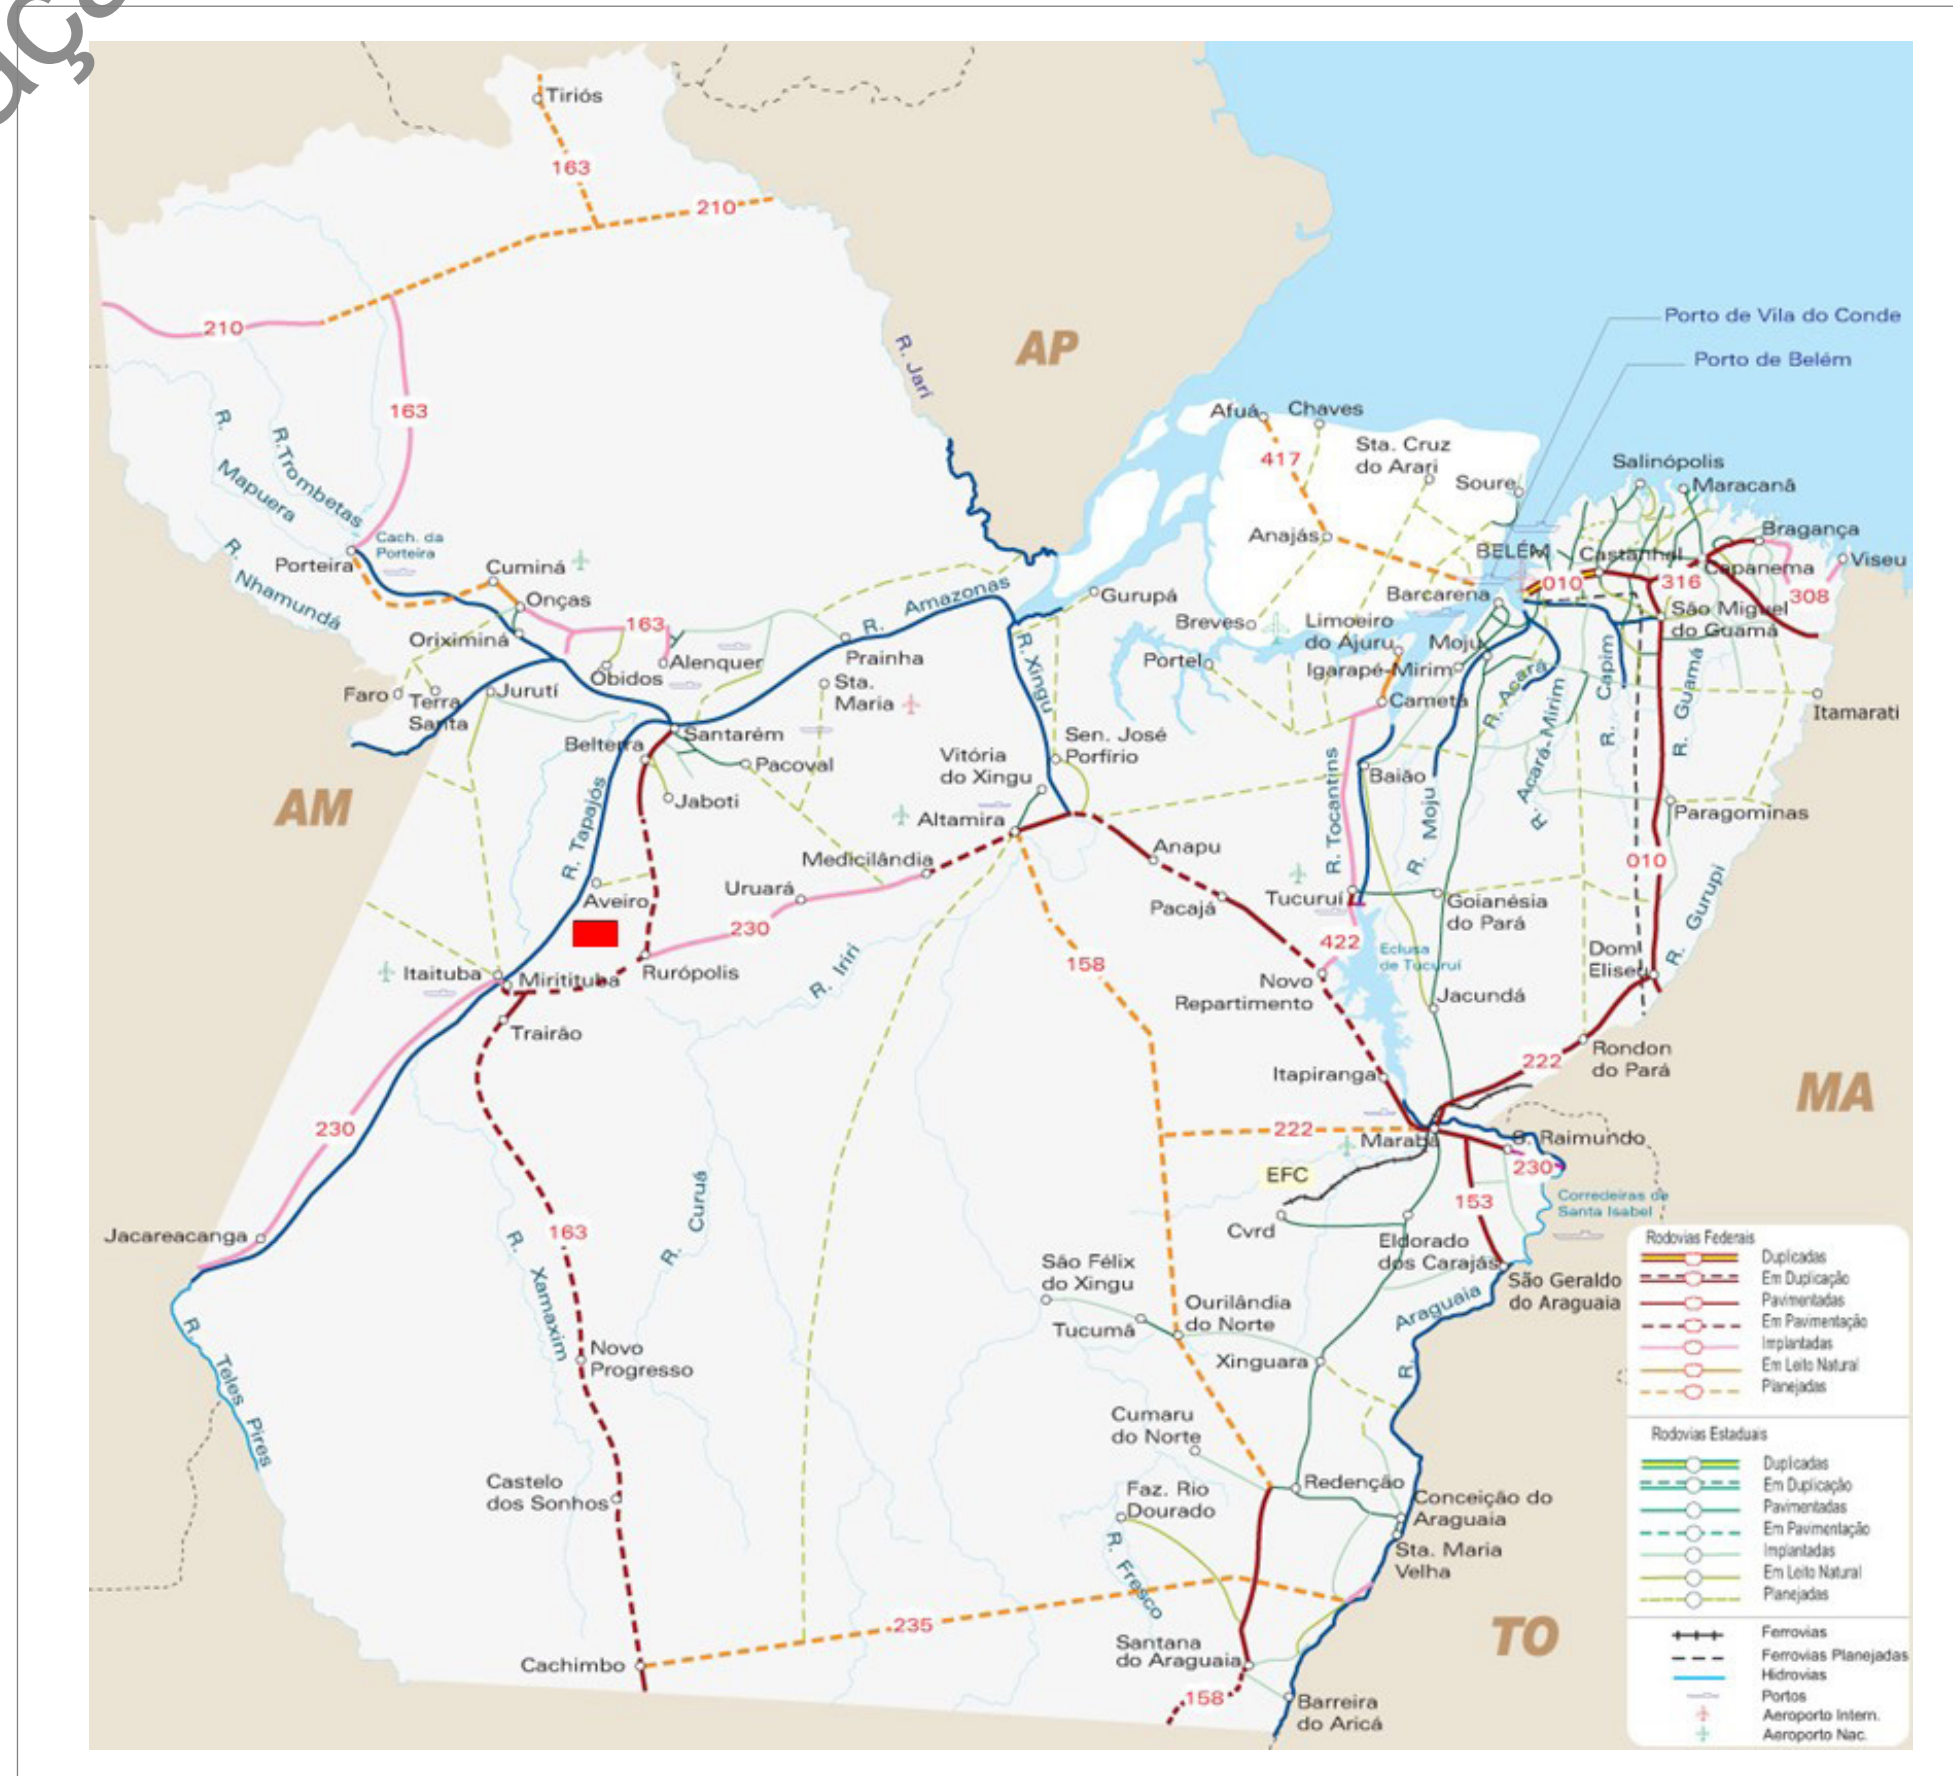 Tiriós
163
210
210
163
Porto de Vila do Conde
Porto de Belém
AP
R. Jarí
R.
Mapuera
R.Trombetas
R.
Nhamundá
Cach. da
Porteira
Porteira
Cuminá
Onças
163
Oriximiná
Óbidos
Alenquer
Faro
Terra
Santa
Jurutí
R. Amazonas
Prainha
Sta.
Maria
Belterra
Santarém
Pacoval
Jaboti
AM
R. Tapajós
Afuá
Chaves
417
Sta. Cruz
do Arari
Soure
Anajás
Salinópolis
Maracanã
Bragança
Viseu
BELÉM
Castanhal
Capanema
010
316
308
Barcarena
São Miguel
do Guamá
Gurupá
Breves
Portel
Limoeiro
do Ajuru
Moju
Igarapé-Mirim
Cametá
R. Xingu
R. Acará
R. Acará-Mirim
R. Capim
R. Guamá
Itamarati
Vitória
do Xingu
Sen. José
Porfírio
Altamira
Baião
R. Tocantins
R. Moju
Paragominas
010
R. Gurupi
Medicilândia
Uruará
230
Anapu
Pacajá
Tucuruí
Goianésia
do Pará
422
Eclusa
de Tucuruí
Dom
Eliseu
Aveiro
Itaituba
Miritituba
Rurópolis
R. Iriri
158
Novo
Repartimento
Jacundá
Trairão
Itapiranga
222
Rondon
do Pará
MA
230
222
Marabá
S. Raimundo
230
EFC
153
Corredeiras de
Santa Isabel
Cvrd
Eldorado
dos Carajás
São Geraldo
do Araguaia
Jacareacanga
163
R. Curuá
R. Xamaxim
R. Teles Pires
São Félix
do Xingu
Tucumã
Ourilândia
do Norte
Xinguara
R. Araguaia
Novo
Progresso
Cumaru
do Norte
Redenção
Castelo
dos Sonhos
Faz. Rio
Dourado
R. Fresco
Conceição do
Araguaia
Sta. Maria
Velha
235
TO
Cachimbo
Santana
do Araguaia
158
Barreira
do Aricá
Rodovias Federais
Duplicadas
Em Duplicação
Pavimentadas
Em Pavimentação
Implantadas
Em Leito Natural
Planejadas
Rodovias Estaduais
Duplicadas
Em Duplicação
Pavimentadas
Em Pavimentação
Implantadas
Em Leito Natural
Planejadas
Ferrovias
Ferrovias Planejadas
Hidrovias
Portos
Aeroporto Intern.
Aeroporto Nac.